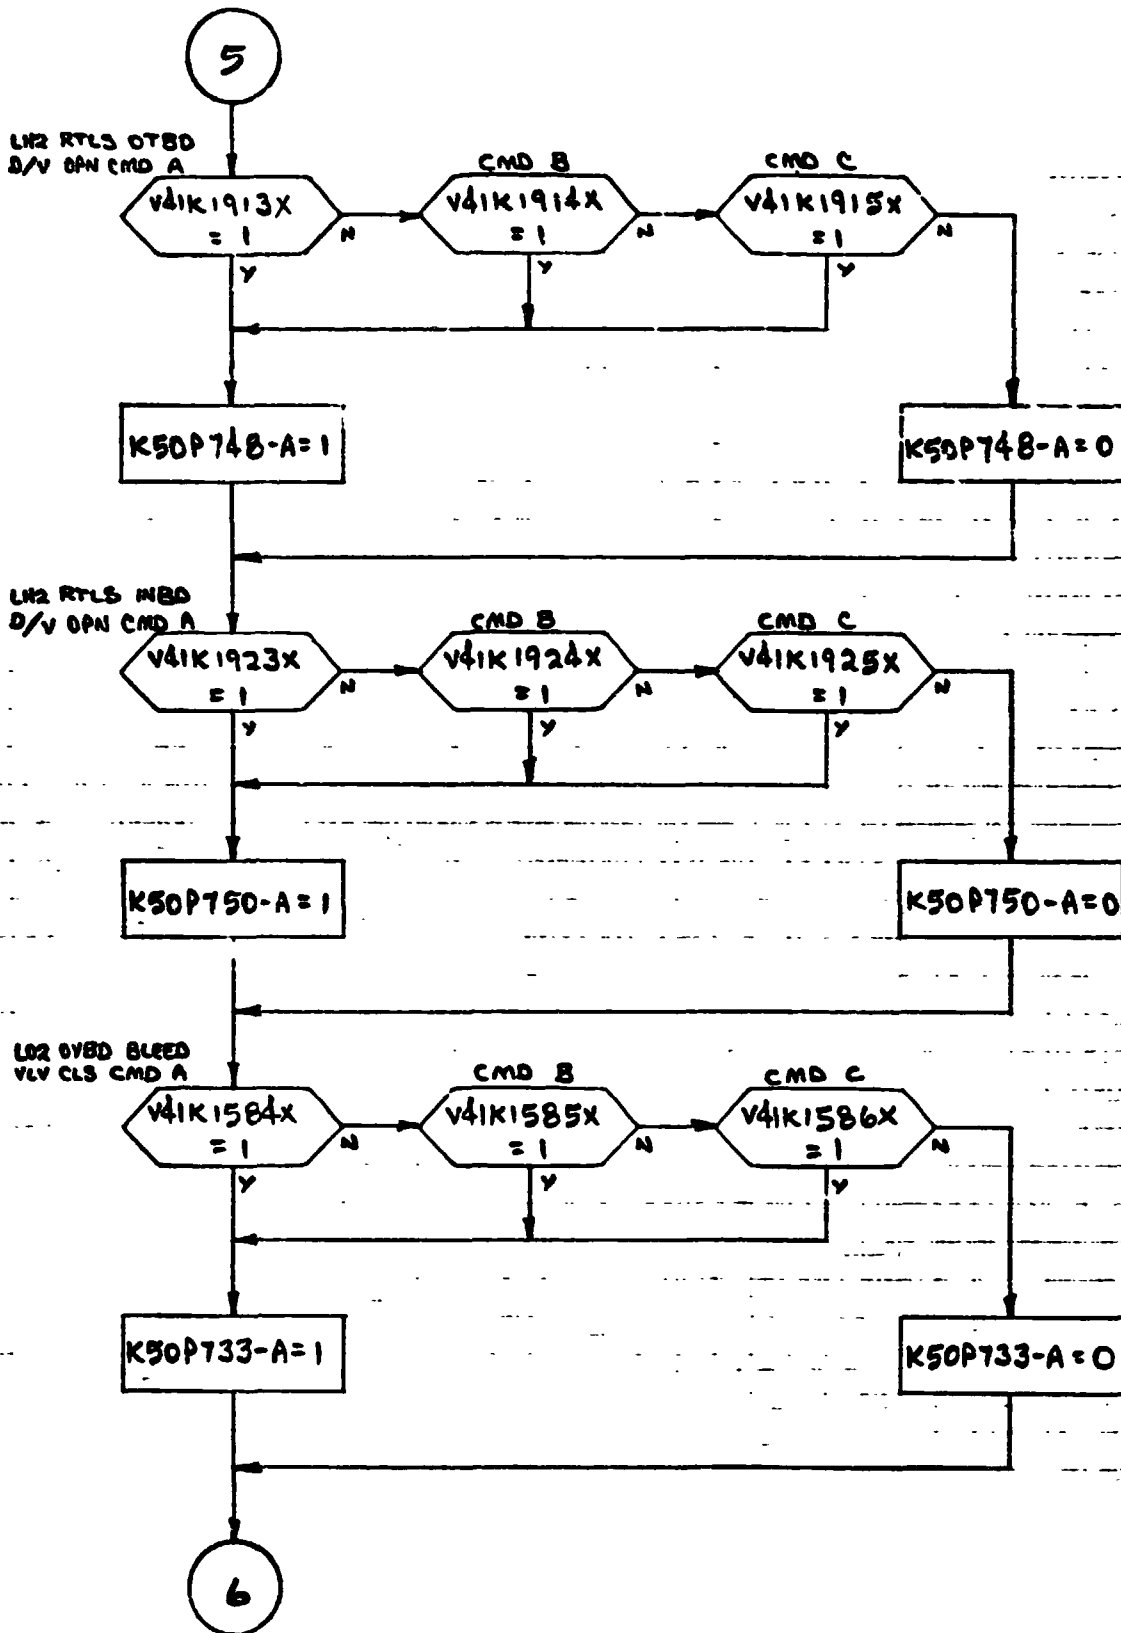 5
LH2 RTLS OTBD
D/V OPN CMD A
CMD B
CMD C
V41K1913X
= 1
N
Y
V41K1914X
= 1
N
Y
V41K1915X
= 1
N
Y
K50P748-A=1
K50P748-A=0
LH2 RTLS INBD
D/V OPN CMD A
CMD B
CMD C
V41K1923X
= 1
N
Y
V41K1924X
= 1
N
Y
V41K1925X
= 1
N
Y
K50P750-A=1
K50P750-A=0
LO2 OVBD BLEED
VLV CLS CMD A
CMD B
CMD C
V41K1584X
= 1
N
Y
V41K1585X
= 1
N
Y
V41K1586X
= 1
N
Y
K50P733-A=1
K50P733-A=0
6